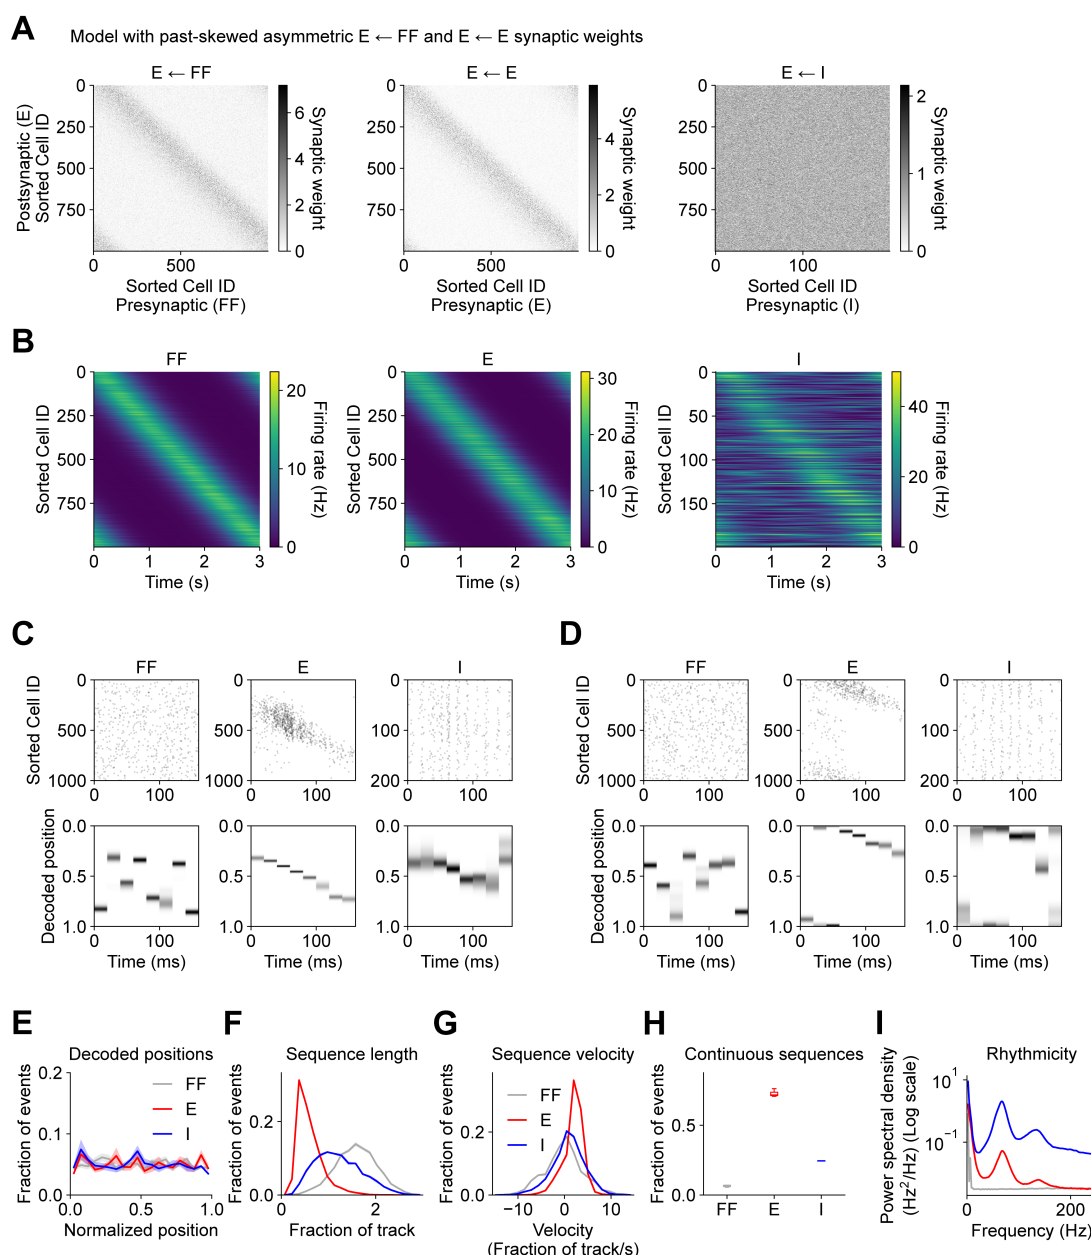 A
Model with past-skewed asymmetric E ← FF and E ← E synaptic weights
E ← FF
E ← E
E ← I
Postsynaptic (E)
Sorted Cell ID
0
250
500
750
0
500
Sorted Cell ID
Presynaptic (FF)
0
2
4
6
Synaptic weight
0
250
500
750
0
500
Sorted Cell ID
Presynaptic (E)
0
2
4
Synaptic weight
0
250
500
750
0
100
Sorted Cell ID
Presynaptic (I)
0
1
2
Synaptic weight
B
FF
E
I
Sorted Cell ID
0
250
500
750
0
1
2
3
Time (s)
0
10
20
Firing rate (Hz)
Sorted Cell ID
0
250
500
750
0
1
2
3
Time (s)
0
10
20
30
Firing rate (Hz)
Sorted Cell ID
0
50
100
150
0
1
2
3
Time (s)
0
20
40
Firing rate (Hz)
C
FF
E
I
Sorted Cell ID
0
500
1000
0
100
0
500
1000
0
100
0
100
200
0
100
Decoded position
0.0
0.5
1.0
0
100
Time (ms)
0.0
0.5
1.0
0
100
Time (ms)
0.0
0.5
1.0
0
100
Time (ms)
D
FF
E
I
Sorted Cell ID
0
500
1000
0
100
0
500
1000
0
100
0
100
200
0
100
Decoded position
0.0
0.5
1.0
0
100
Time (ms)
0.0
0.5
1.0
0
100
Time (ms)
0.0
0.5
1.0
0
100
Time (ms)
E
Decoded positions
Fraction of events
0.2
0.1
0.0
FF
E
I
0.0
0.5
1.0
Normalized position
F
Sequence length
Fraction of events
0.2
0.0
0
2
Fraction of track
G
Sequence velocity
Fraction of events
0.2
0.0
FF
E
I
−10
0
10
Velocity
(Fraction of track/s)
H
Continuous sequences
Fraction of events
0.5
0.0
FF
E
I
I
Rhythmicity
Power spectral density
(Hz²/Hz) (Log scale)
10¹
10⁻¹
0
200
Frequency (Hz)